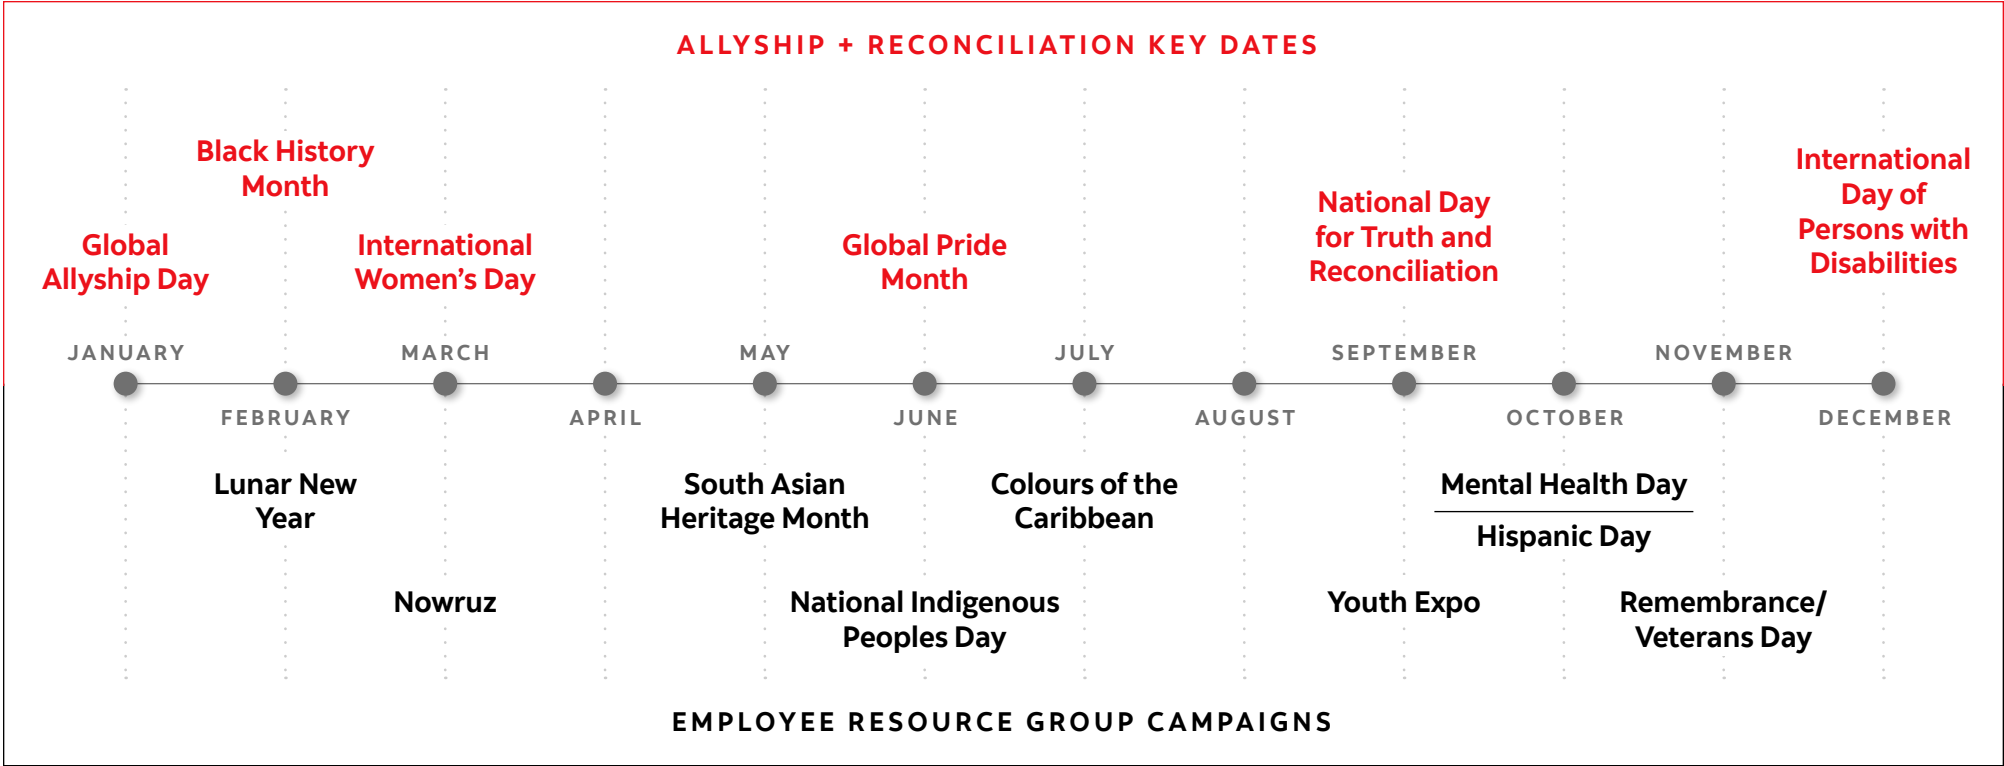 ALLYSHIP + RECONCILIATION KEY DATES
Black History
Month
International
Day of
Persons with
Disabilities
National Day
for Truth and
Reconciliation
Global
Allyship Day
International
Women's Day
Global Pride
Month
JANUARY
MARCH
MAY
JULY
SEPTEMBER
NOVEMBER
FEBRUARY
APRIL
JUNE
AUGUST
OCTOBER
DECEMBER
Lunar New
Year
South Asian
Heritage Month
Colours of the
Caribbean
Mental Health Day
Hispanic Day
Nowruz
National Indigenous
Peoples Day
Youth Expo
Remembrance/
Veterans Day
EMPLOYEE RESOURCE GROUP CAMPAIGNS